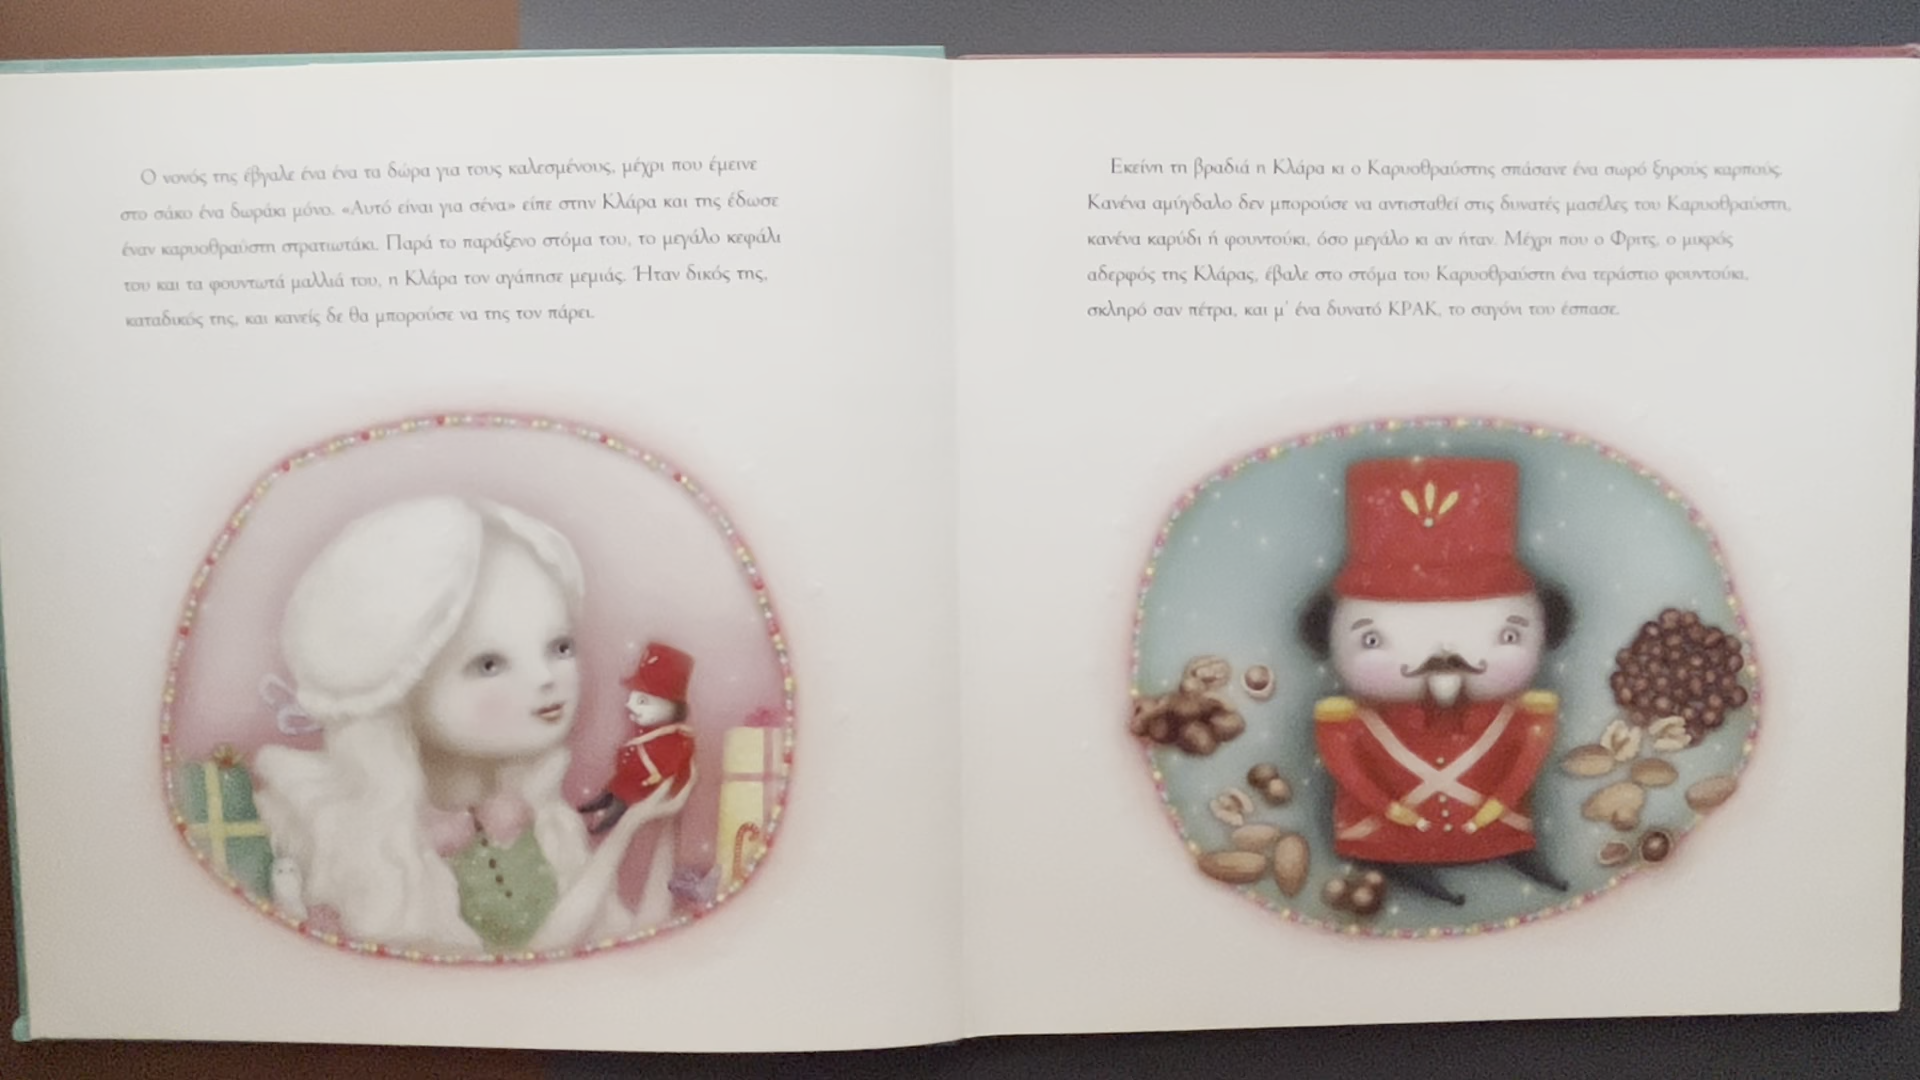 Ο νονός της έβγαλε ένα ένα τα δώρα για τους καλεσμένους, μέχρι που έμεινε
στο σάκο ένα δωράκι μόνο. «Αυτό είναι για σένα» είπε στην Κλάρα και της έδωσε
έναν καρυοθραύστη στρατιωτάκι. Παρά το παράξενο στόμα του, το μεγάλο κεφάλι
του και τα φουντωτά μαλλιά του, η Κλάρα τον αγάπησε μεμιάς. Ήταν δικός της,
καταδικός της, και κανείς δε θα μπορούσε να της τον πάρει.
Εκείνη τη βραδιά η Κλάρα κι ο Καρυοθραύστης σπάσανε ένα σωρό ξηρούς καρπούς.
Κανένα αμύγδαλο δεν μπορούσε να αντισταθεί στις δυνατές μασέλες του Καρυοθραύστη,
κανένα καρύδι ή φουντούκι, όσο μεγάλο κι αν ήταν. Μέχρι που ο Φριτς, ο μικρός
αδερφός της Κλάρας, έβαλε στο στόμα του Καρυοθραύστη ένα τεράστιο φουντούκι,
σκληρό σαν πέτρα, και μ' ένα δυνατό ΚΡΑΚ, το σαγόνι του έσπασε.